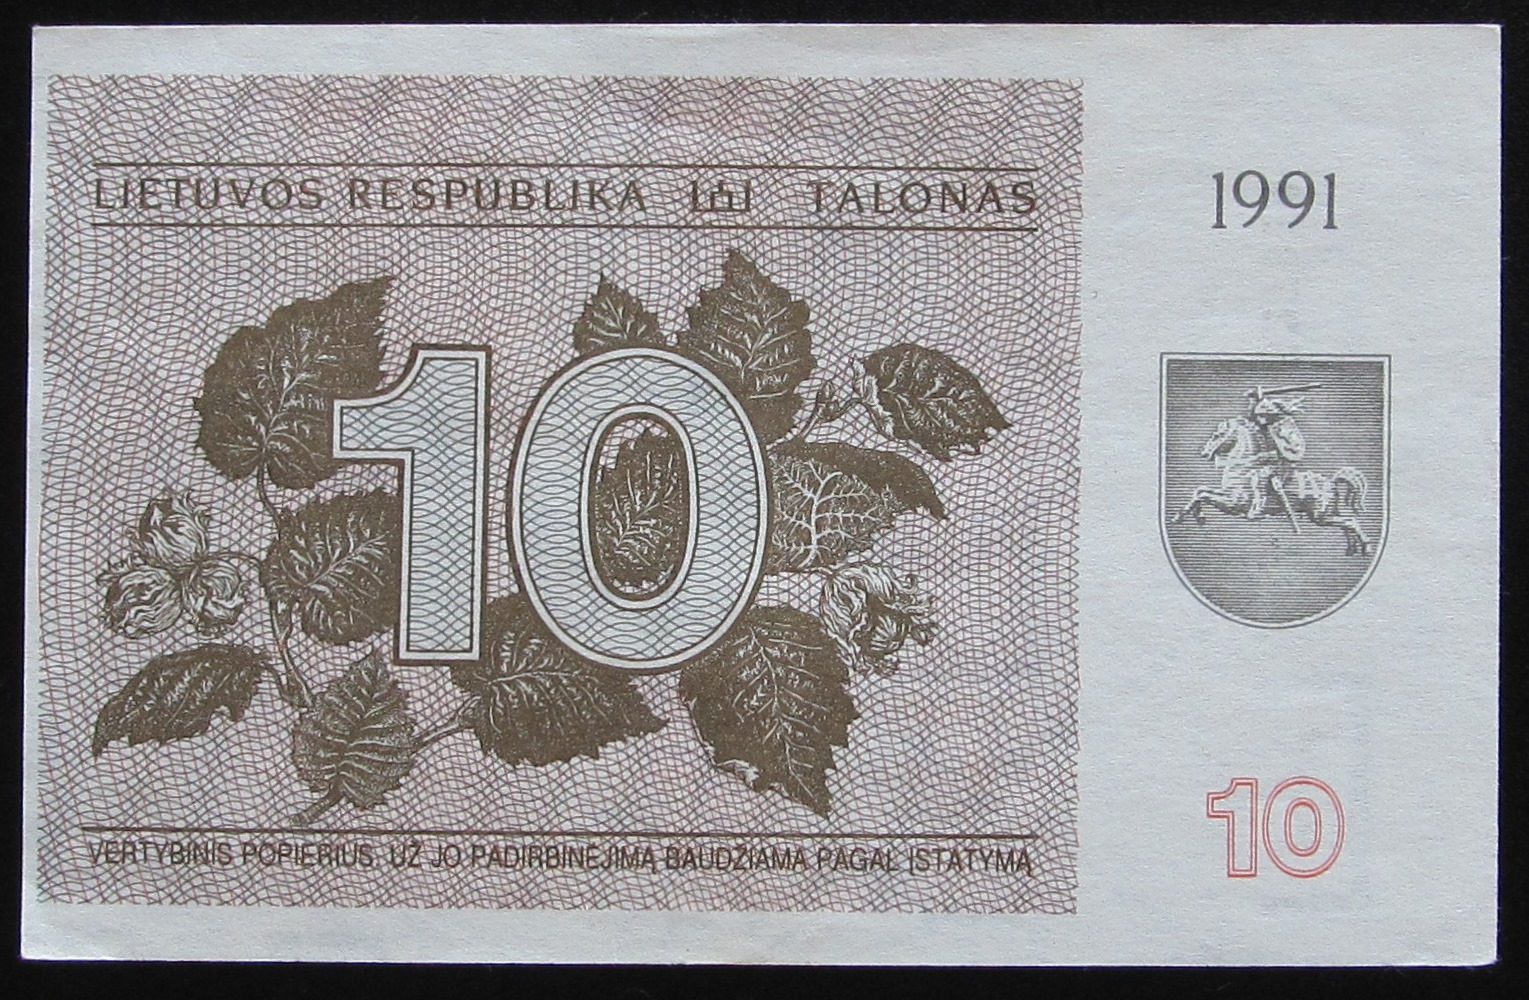 LIETUVOS RESPUBLIKA TALONAS
1991
10
10
VERTYBINIS POPIERIUS. UŽ JO PADIRBINĖJIMĄ BAUDŽIAMA PAGAL ĮSTATYMĄ